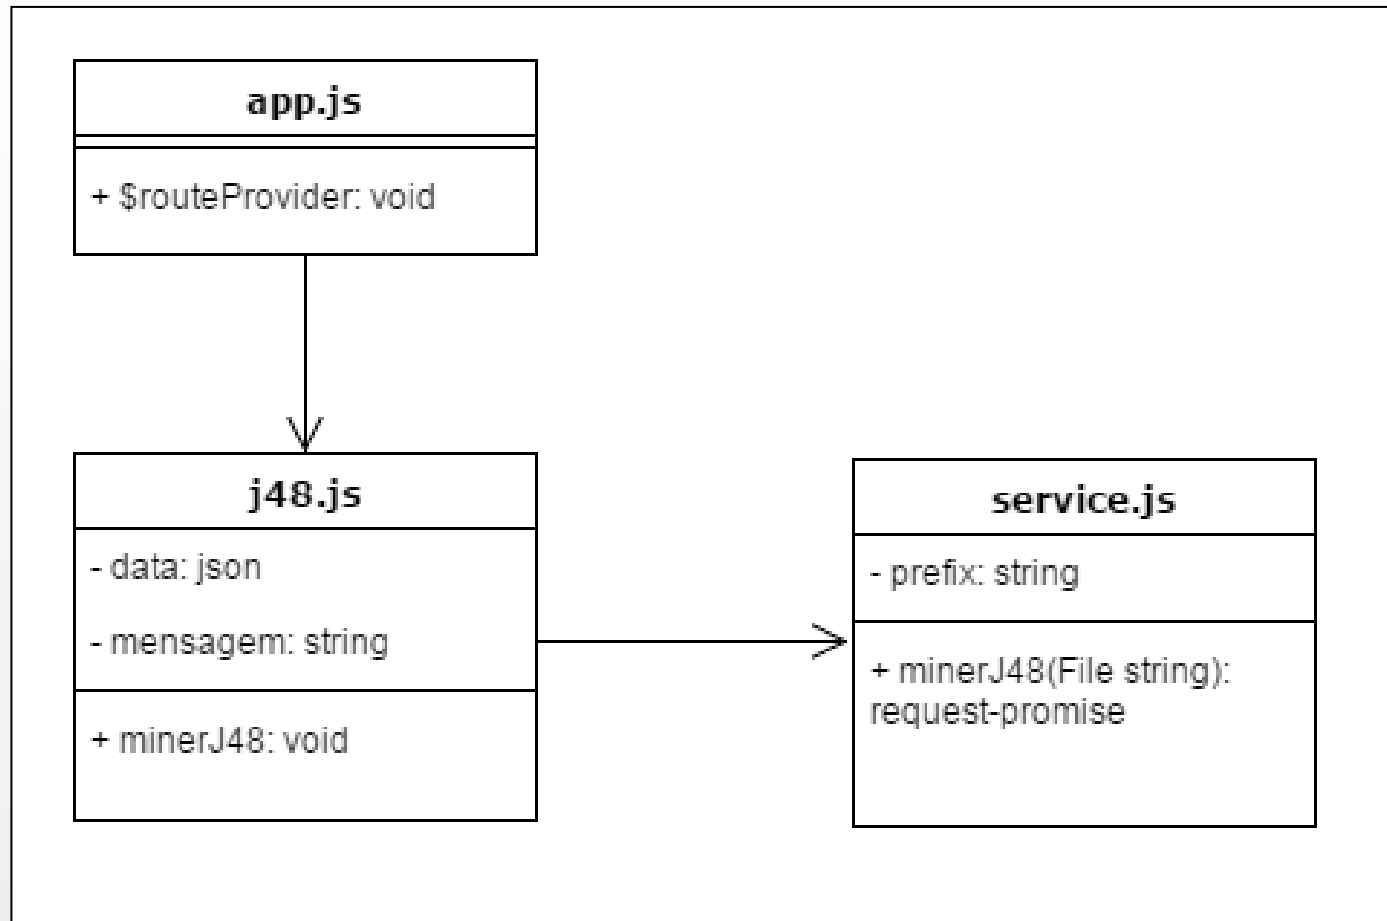 app.js
+ $routeProvider: void
j48.js
- data: json
- mensagem: string
+ minerJ48: void
service.js
- prefix: string
+ minerJ48(File string):
request-promise